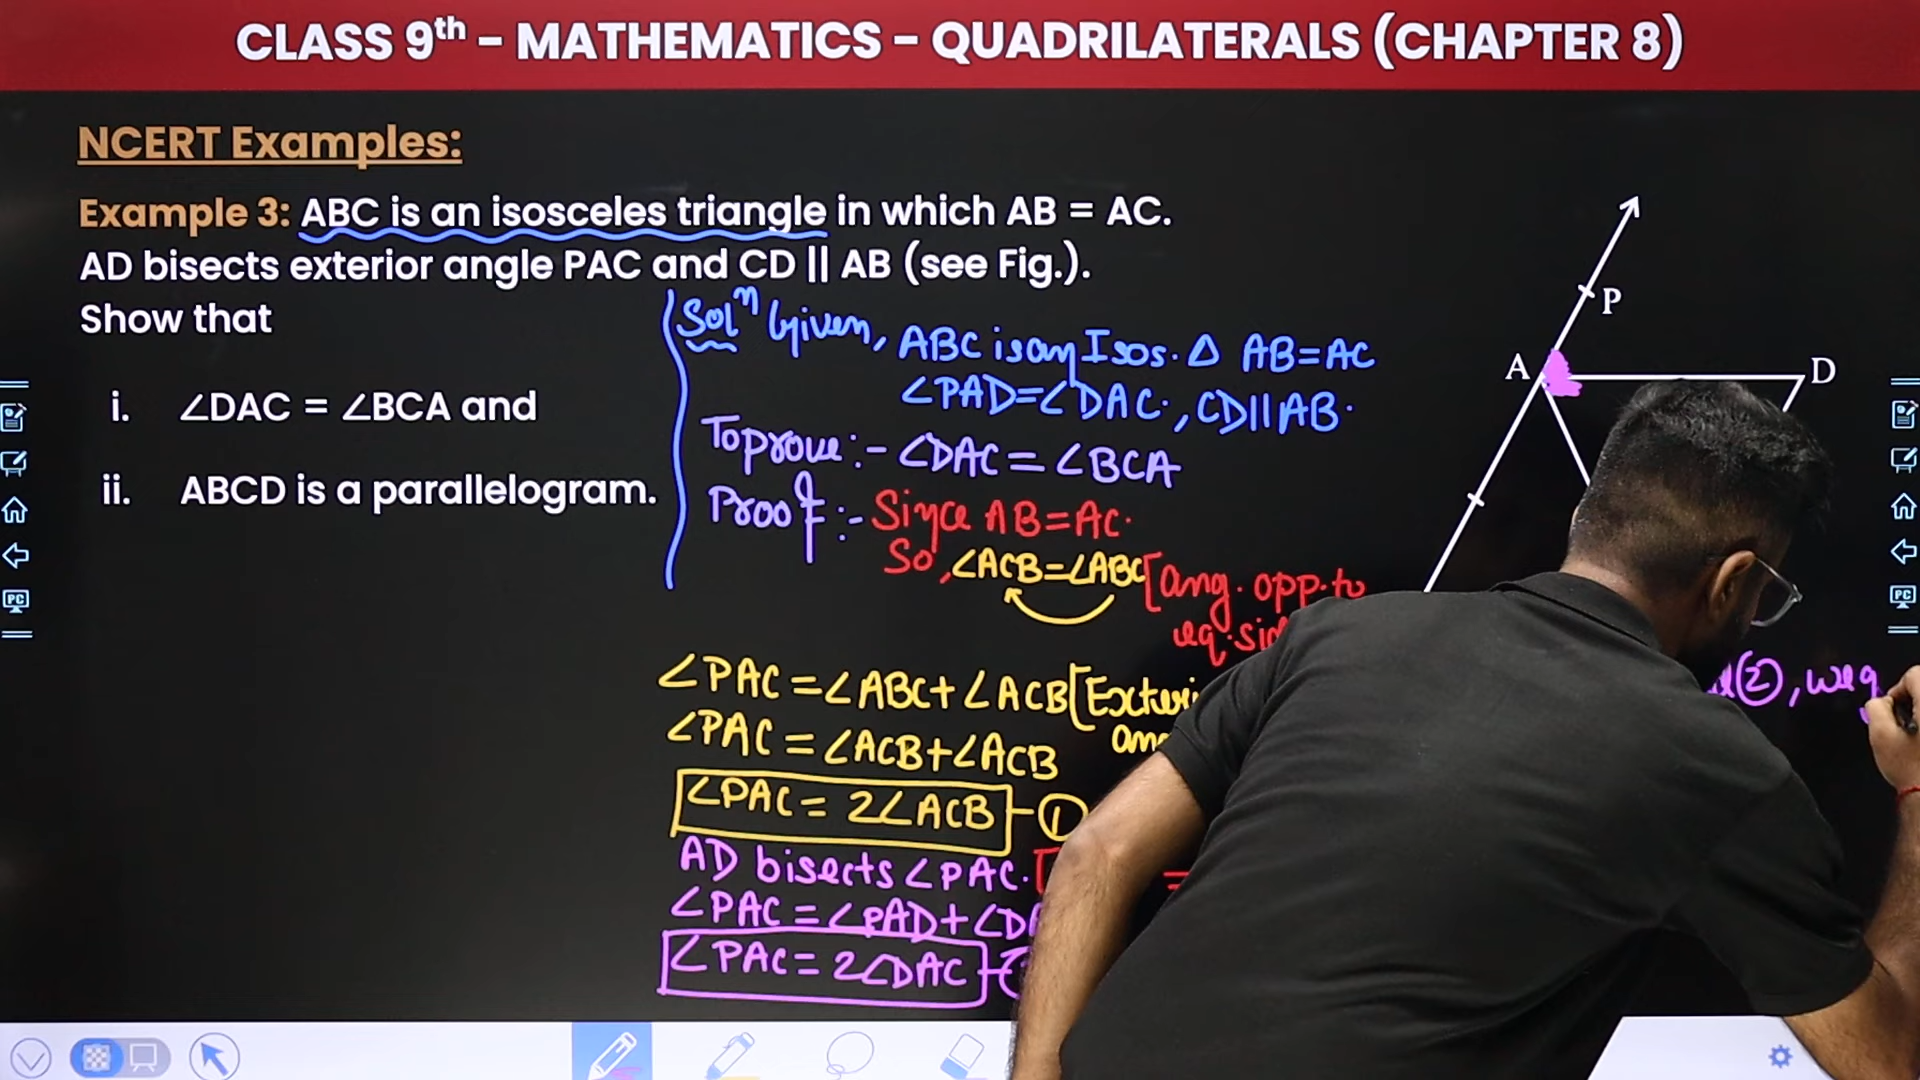 CLASS 9th - MATHEMATICS - QUADRILATERALS (CHAPTER 8)
NCERT Examples:
Example 3: ABC is an isosceles triangle in which AB = AC.
AD bisects exterior angle PAC and CD || AB (see Fig.).
Show that
i. ∠DAC = ∠BCA and
ii. ABCD is a parallelogram.
Solⁿ Given, ABC is an Isos. Δ AB=AC
∠PAD=∠DAC, CD||AB.
To prove :- ∠DAC = ∠BCA
Proof :- Since AB=AC.
So, ∠ACB=∠ABC [ang. opp. to
eq.
∠PAC = ∠ABC+∠ACB [
∠PAC = ∠ACB+∠ACB
∠PAC = 2∠ACB - ①
AD bisects ∠PAC. [
∠PAC = ∠PAD+
∠PAC = 2∠DAC
P
A
D
②, we
PC
PC